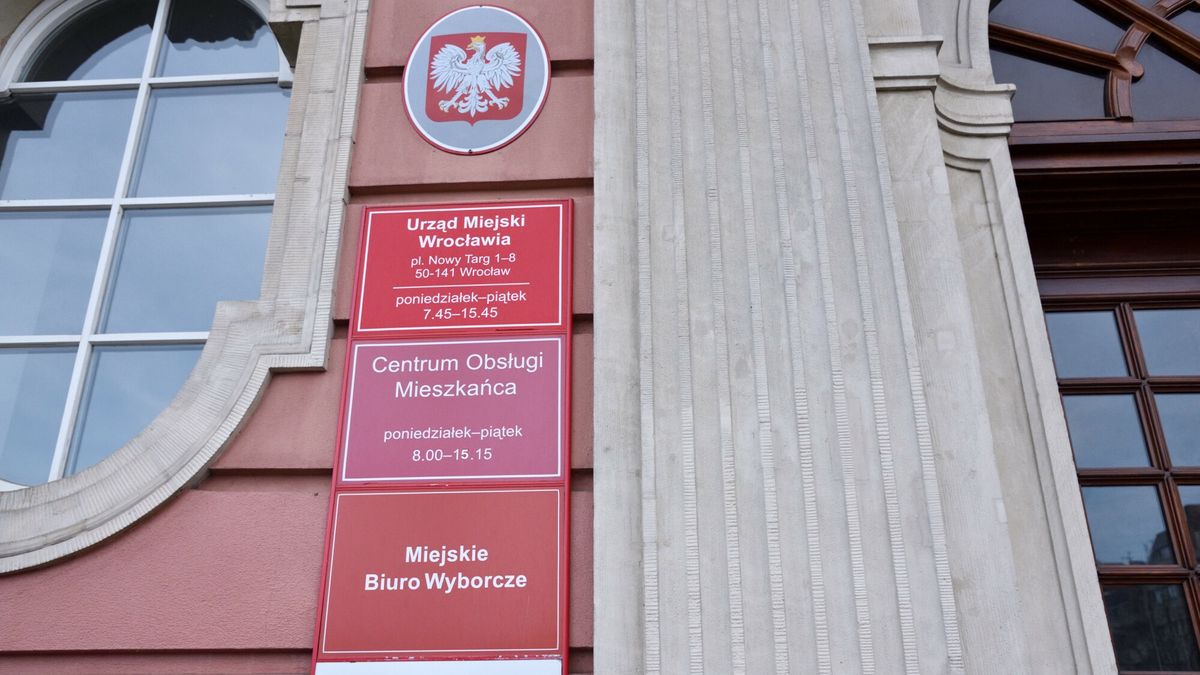 Urząd Miejski
Wrocławia
pl. Nowy Targ 1–8
50-141 Wrocław
poniedziałek–piątek
7.45–15.45
Centrum Obsługi
Mieszkańca
poniedziałek–piątek
8.00–15.15
Miejskie
Biuro Wyborcze